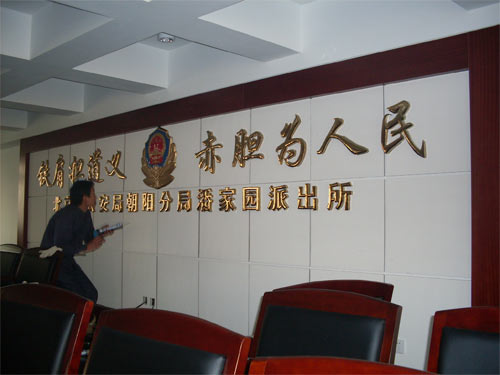 铁肩担道义 赤胆为人民
北 安局朝阳分局潘家园派出所